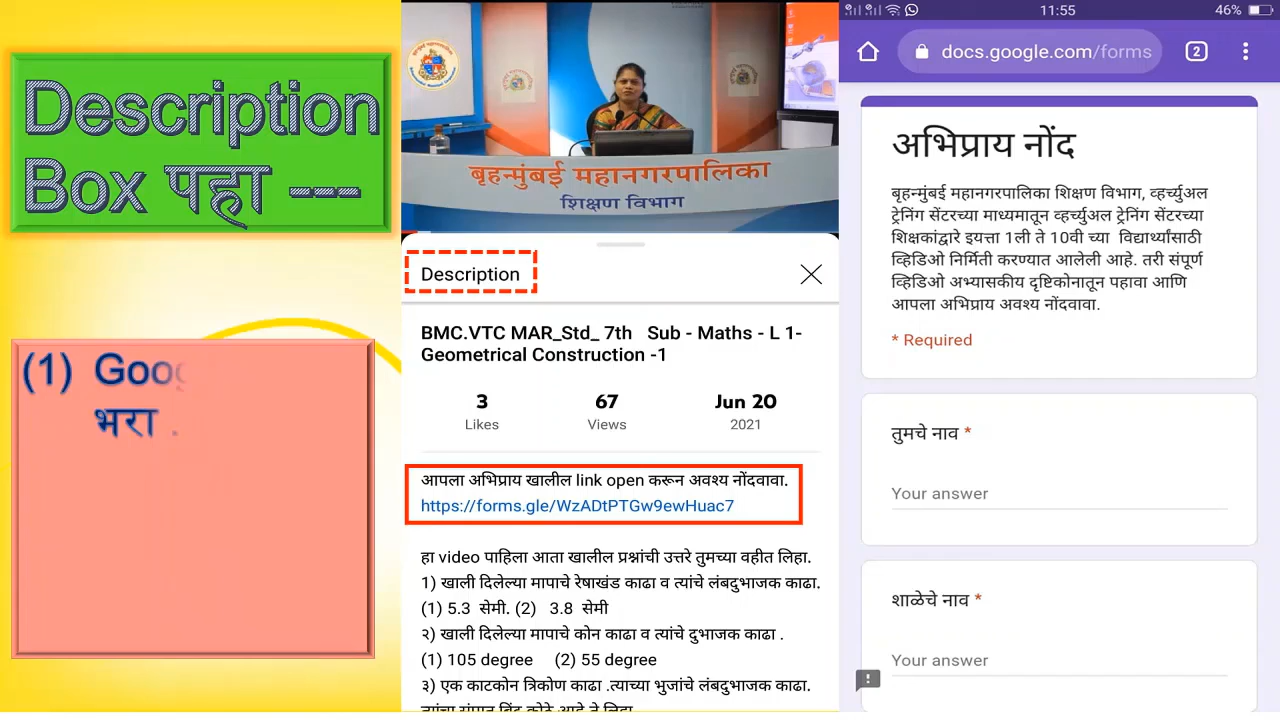 Description
Box पहा ---
(1) Goog
भरा .
बृहन्मुंबई महानगरपालिका
शिक्षण विभाग
Description
BMC.VTC MAR_Std_ 7th Sub - Maths - L 1-
Geometrical Construction -1
3 67 Jun 20
Likes Views 2021
आपला अभिप्राय खालील link open करून अवश्य नोंदवावा.
https://forms.gle/WzADtPTGw9ewHuac7
हा video पाहिला आता खालील प्रश्नांची उत्तरे तुमच्या वहीत लिहा.
1) खाली दिलेल्या मापाचे रेषाखंड काढा व त्यांचे लंबदुभाजक काढा.
(1) 5.3 सेमी. (2) 3.8 सेमी
२) खाली दिलेल्या मापाचे कोन काढा व त्यांचे दुभाजक काढा .
(1) 105 degree (2) 55 degree
३) एक काटकोन त्रिकोण काढा .त्याच्या भुजांचे लंबदुभाजक काढा.
11:55 46%
docs.google.com/forms 2
अभिप्राय नोंद
बृहन्मुंबई महानगरपालिका शिक्षण विभाग, व्हर्च्युअल
ट्रेनिंग सेंटरच्या माध्यमातून व्हर्च्युअल ट्रेनिंग सेंटरच्या
शिक्षकांद्वारे इयत्ता 1ली ते 10वी च्या विद्यार्थ्यांसाठी
व्हिडिओ निर्मिती करण्यात आलेली आहे. तरी संपूर्ण
व्हिडिओ अभ्यासकीय दृष्टिकोनातून पहावा आणि
आपला अभिप्राय अवश्य नोंदवावा.
* Required
तुमचे नाव *
Your answer
शाळेचे नाव *
Your answer